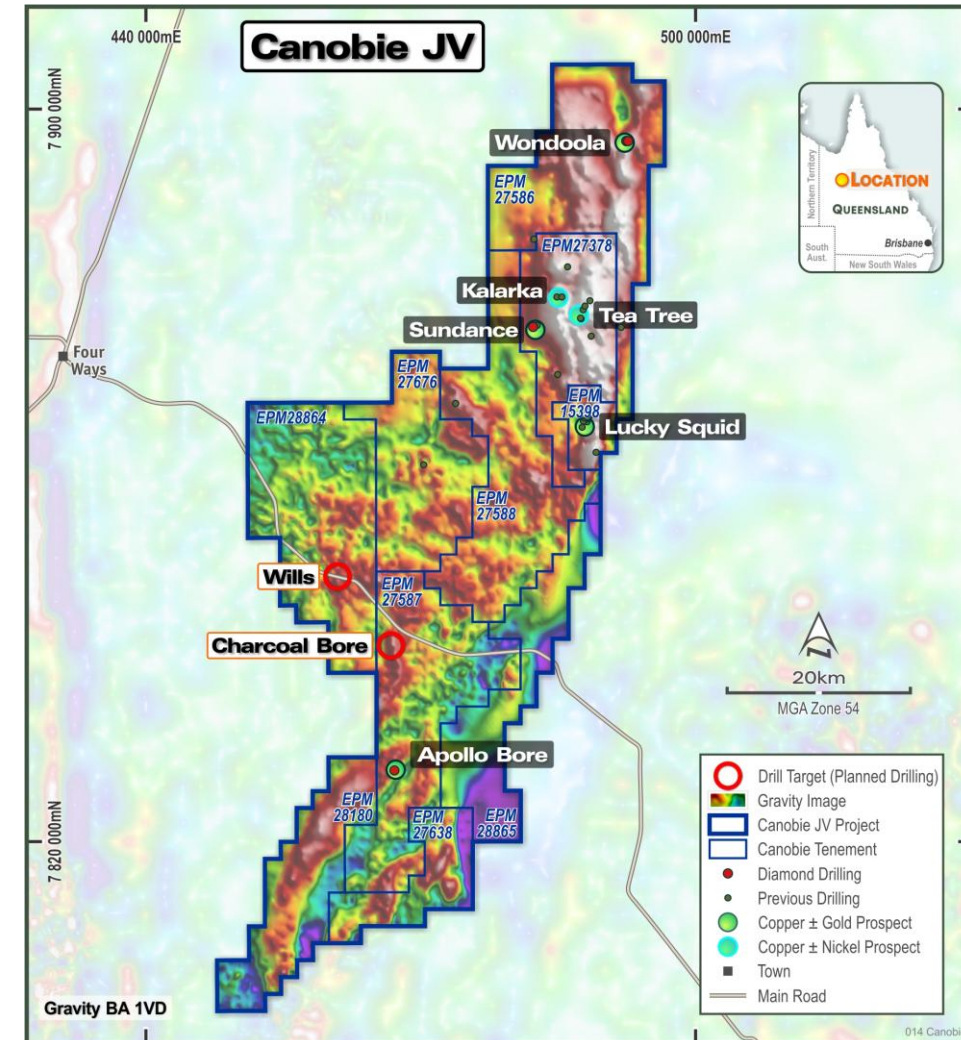 440 000mE
500 000mE
Canobie JV
7 900 000mN
Wondoola
EPM
27586
EPM27378
Kalarka
Tea Tree
Sundance
Four
Ways
EPM
27676
EPM28864
EPM
15398
Lucky Squid
EPM
27588
Wills
EPM
27587
Charcoal Bore
Apollo Bore
EPM
28180
EPM
27638
EPM
28865
7 820 000mN
Gravity BA 1VD
Northern Territory
LOCATION
QUEENSLAND
Brisbane
South
Aust.
New South Wales
N
20km
MGA Zone 54
Drill Target (Planned Drilling)
Gravity Image
Canobie JV Project
Canobie Tenement
Diamond Drilling
Previous Drilling
Copper ± Gold Prospect
Copper ± Nickel Prospect
Town
Main Road
014 Canobi